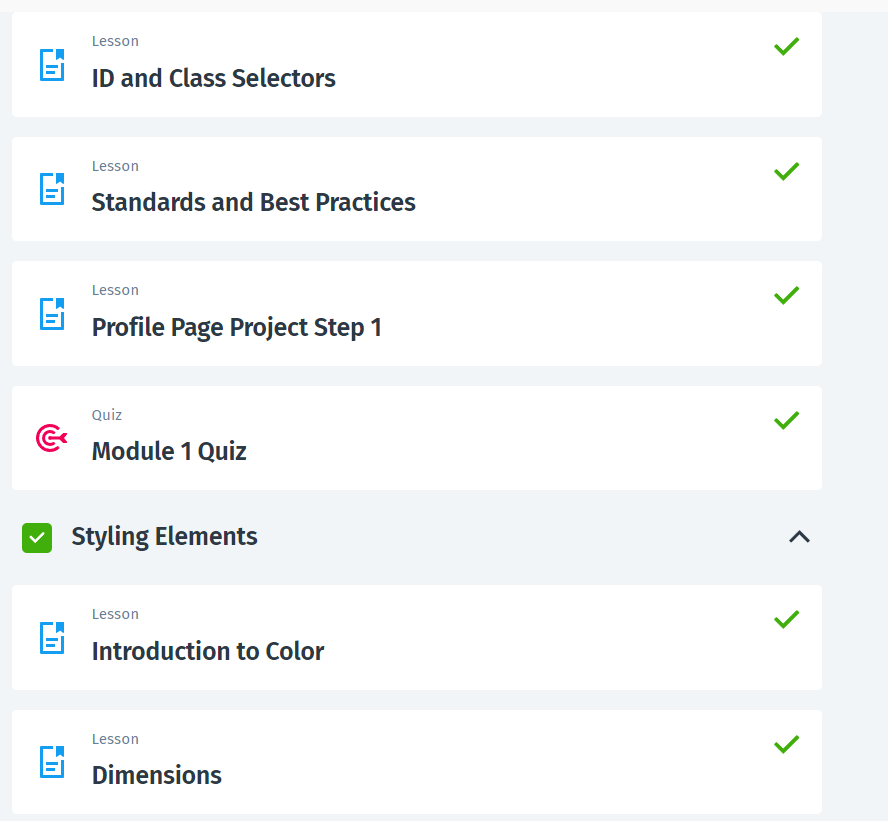 Lesson
ID and Class Selectors
Lesson
Standards and Best Practices
Lesson
Profile Page Project Step 1
Quiz
Module 1 Quiz
Styling Elements
Lesson
Introduction to Color
Lesson
Dimensions